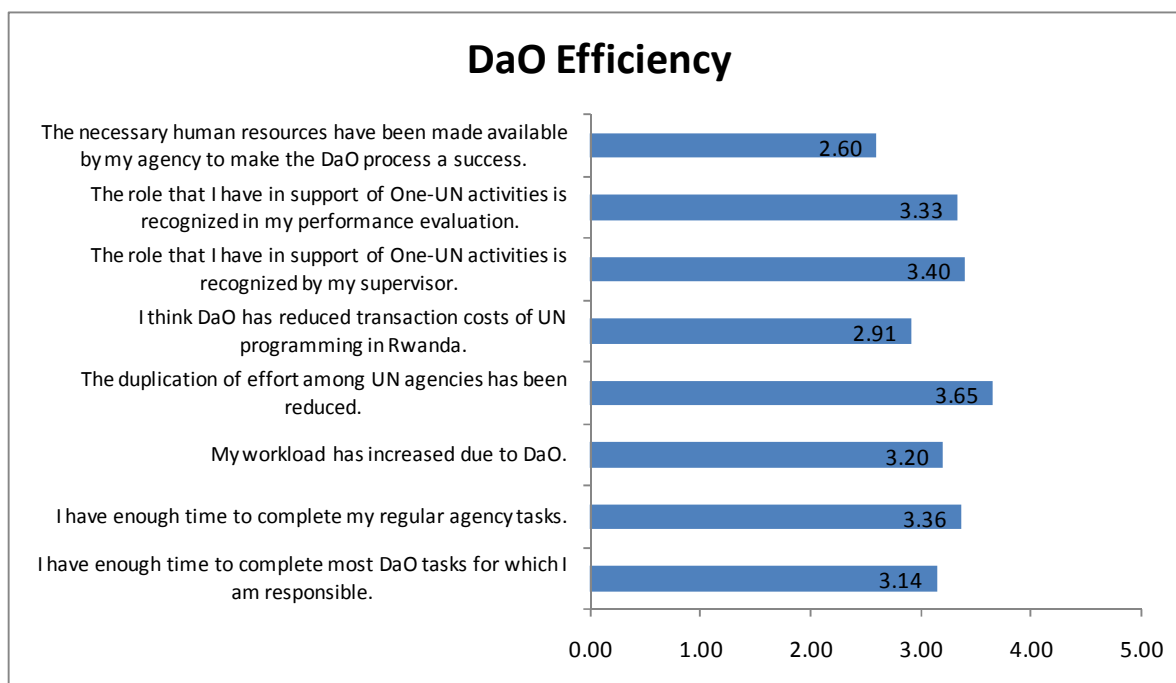 DaO Efficiency
The necessary human resources have been made available
by my agency to make the DaO process a success.
2.60
The role that I have in support of One-UN activities is
recognized in my performance evaluation.
3.33
The role that I have in support of One-UN activities is
recognized by my supervisor.
3.40
I think DaO has reduced transaction costs of UN
programming in Rwanda.
2.91
The duplication of effort among UN agencies has been
reduced.
3.65
My workload has increased due to DaO.
3.20
I have enough time to complete my regular agency tasks.
3.36
I have enough time to complete most DaO tasks for which I
am responsible.
3.14
0.00 1.00 2.00 3.00 4.00 5.00